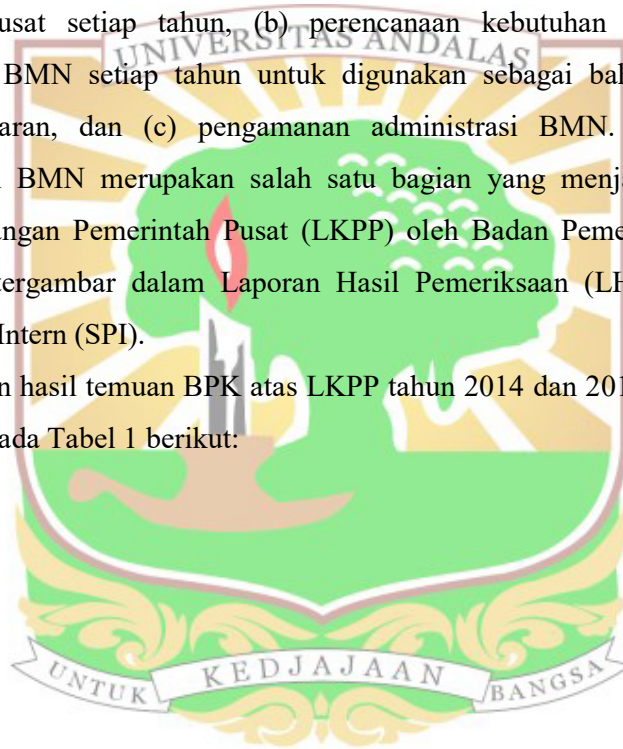 usat setiap tahun, (b) perencanaan kebutuhan
UNIVERSITAS ANDALAS
BMN setiap tahun untuk digunakan sebagai bah
aran, dan (c) pengamanan administrasi BMN.
BMN merupakan salah satu bagian yang menja
ngan Pemerintah Pusat (LKPP) oleh Badan Peme
tergambar dalam Laporan Hasil Pemeriksaan (LH
Intern (SPI).
n hasil temuan BPK atas LKPP tahun 2014 dan 201
ada Tabel 1 berikut:
UNTUK KEDJAJAAN BANGSA